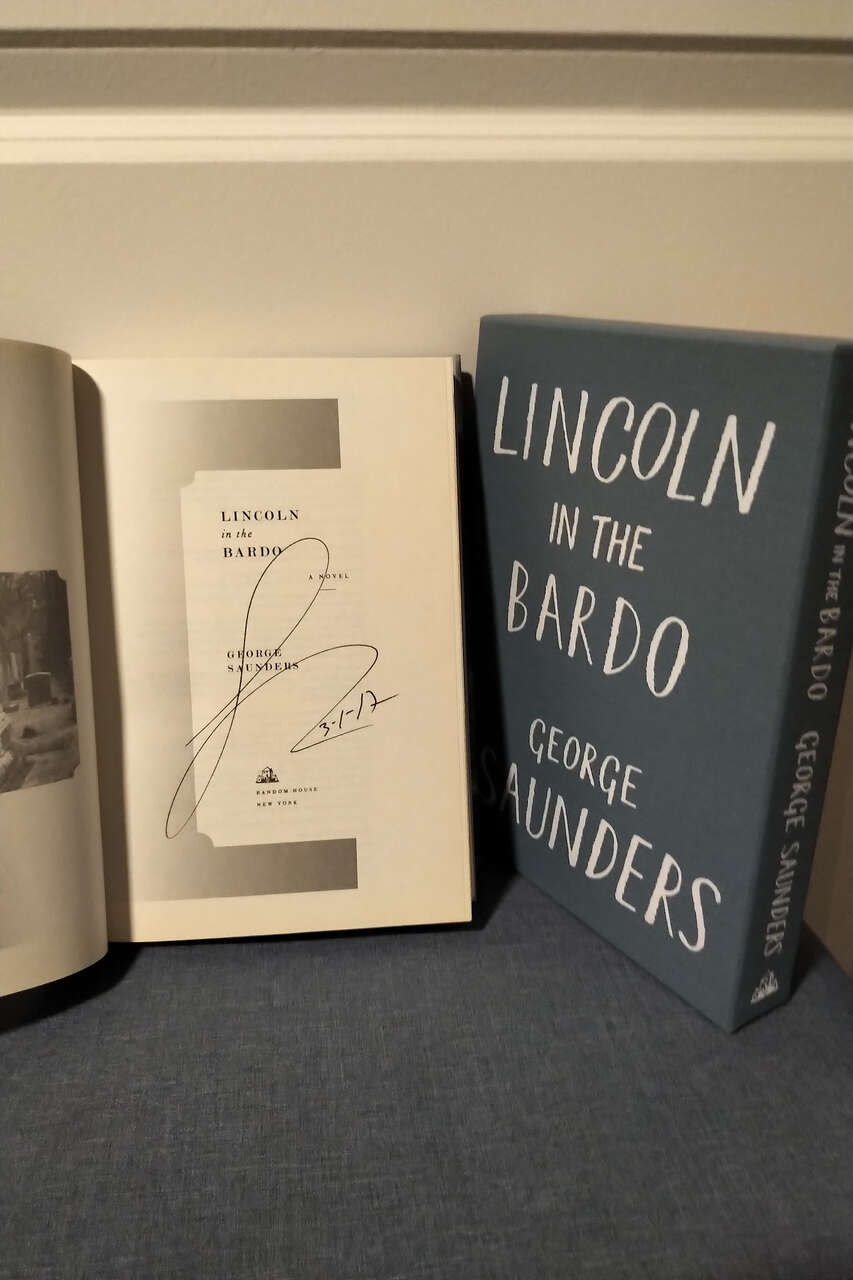 LINCOLN
in the
BARDO
A NOVEL
GEORGE
SAUNDERS
3-1-17
RANDOM HOUSE
NEW YORK
LINCOLN
IN THE
BARDO
GEORGE
SAUNDERS
LINCOLN IN THE BARDO GEORGE SAUNDERS